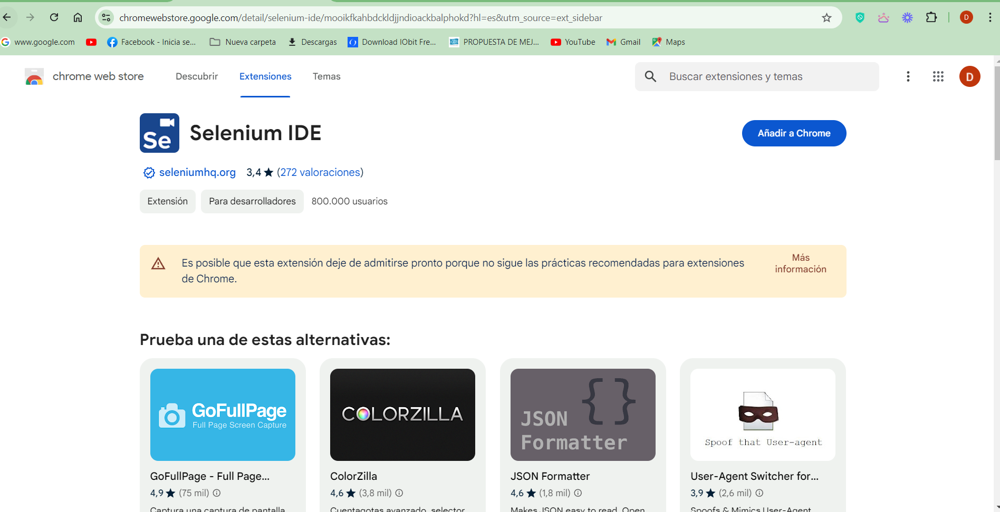 chromewebstore.google.com/detail/selenium-ide/mooikfkahbdckldjjndioackbalphokd?hl=es&utm_source=ext_sidebar
D
www.google.com
Facebook - Inicia se...
Nueva carpeta
Descargas
Download IObit Fre...
PROPUESTA DE MEJ...
YouTube
Gmail
Maps
chrome web store
Descubrir
Extensiones
Temas
Buscar extensiones y temas
D
Se
Selenium IDE
Añadir a Chrome
seleniumhq.org 3,4 ★ (272 valoraciones)
Extensión
Para desarrolladores
800.000 usuarios
Es posible que esta extensión deje de admitirse pronto porque no sigue las prácticas recomendadas para extensiones
de Chrome.
Más
información
Prueba una de estas alternativas:
GoFullPage
Full Page Screen Capture
GoFullPage - Full Page...
4,9 ★ (75 mil)
Captura una captura de pantalla
COLORZILLA
ColorZilla
4,6 ★ (3,8 mil)
Cuentagotas avanzado, selector
{}
JSON
Formatter
JSON Formatter
4,6 ★ (1,8 mil)
Makes JSON easy to read. Open
Spoof that User-agent
User-Agent Switcher for...
3,9 ★ (2,6 mil)
Spoofs & Mimics User-Agent